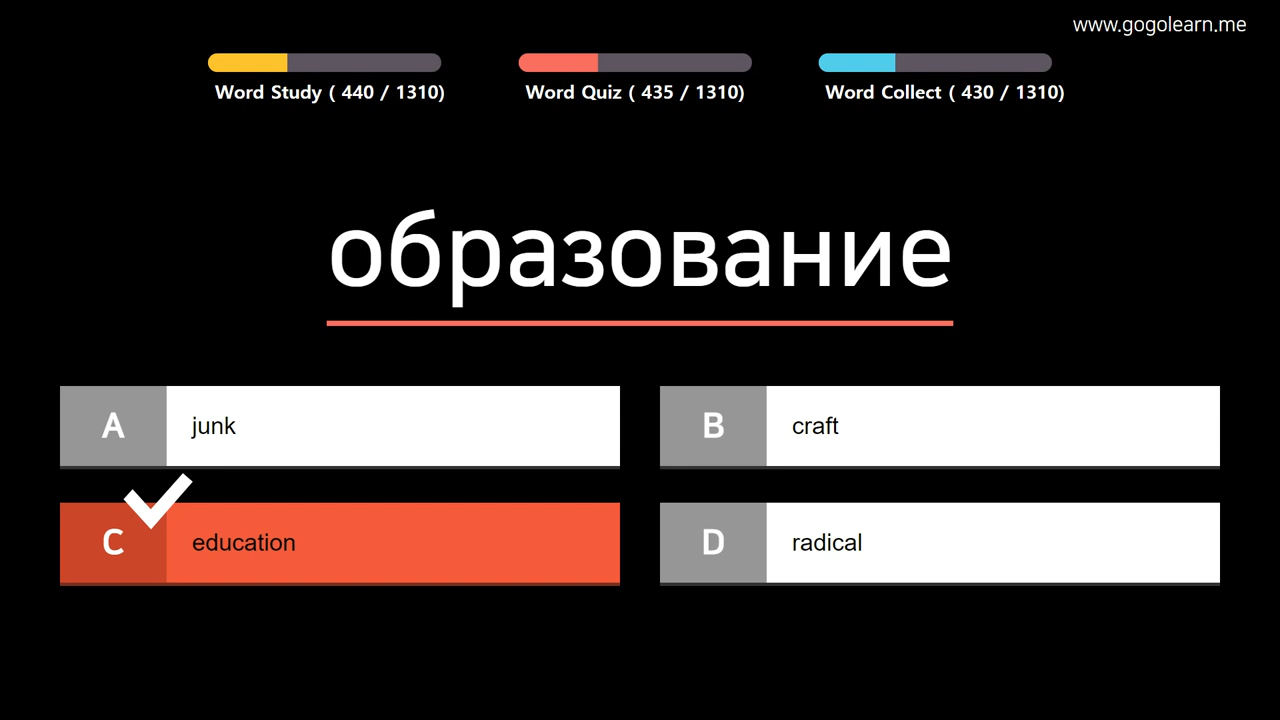 www.gogolearn.me
Word Study ( 440 / 1310)
Word Quiz ( 435 / 1310)
Word Collect ( 430 / 1310)
образование
A junk
B craft
C education
D radical